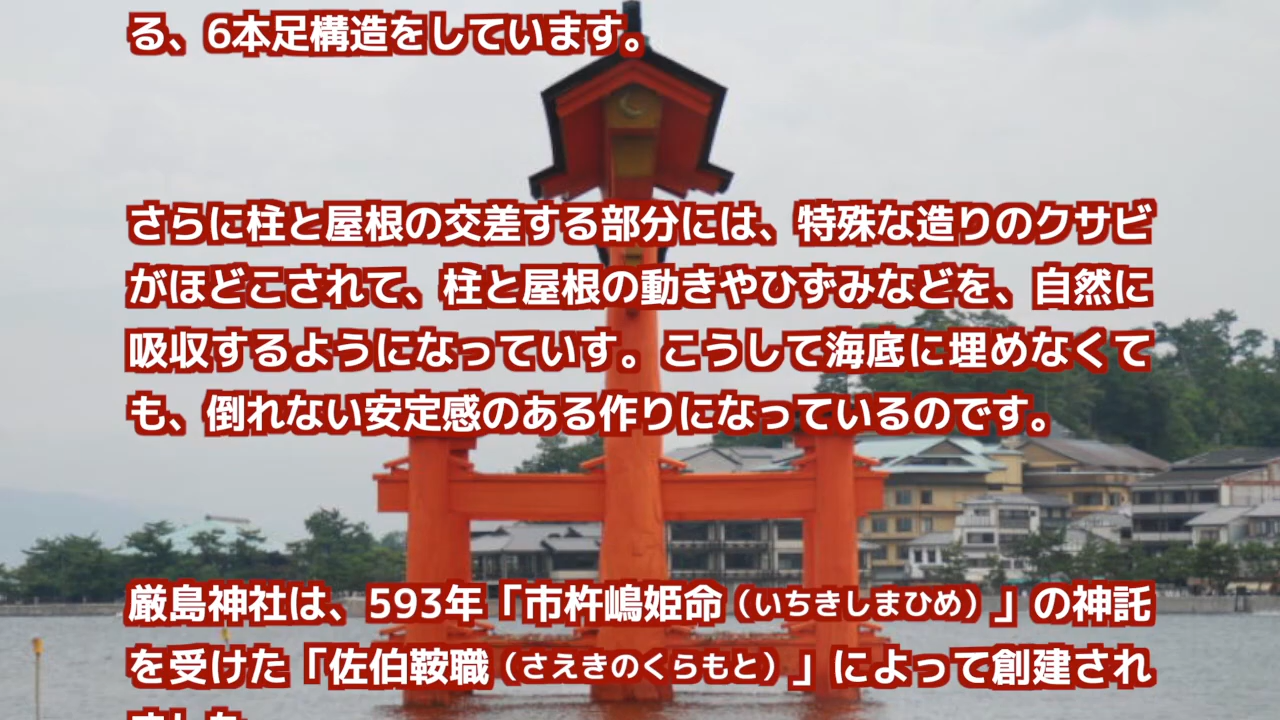 る、6本足構造をしています。
さらに柱と屋根の交差する部分には、特殊な造りのクサビ
がほどこされて、柱と屋根の動きやひずみなどを、自然に
吸収するようになっていす。こうして海底に埋めなくて
も、倒れない安定感のある作りになっているのです。
厳島神社は、593年「市杵嶋姫命（いちきしまひめ）」の神託
を受けた「佐伯鞍職（さえきのくらもと）」によって創建され
ました